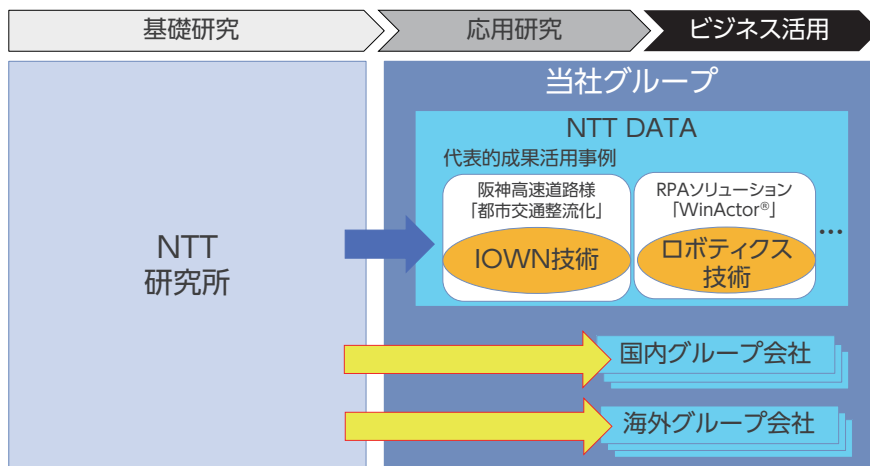 基礎研究
応用研究
ビジネス活用
当社グループ
NTT DATA
代表的成果活用事例
阪神高速道路様
「都市交通整流化」
IOWN技術
RPAソリューション
「WinActor®」
ロボティクス
技術
…
NTT
研究所
国内グループ会社
海外グループ会社